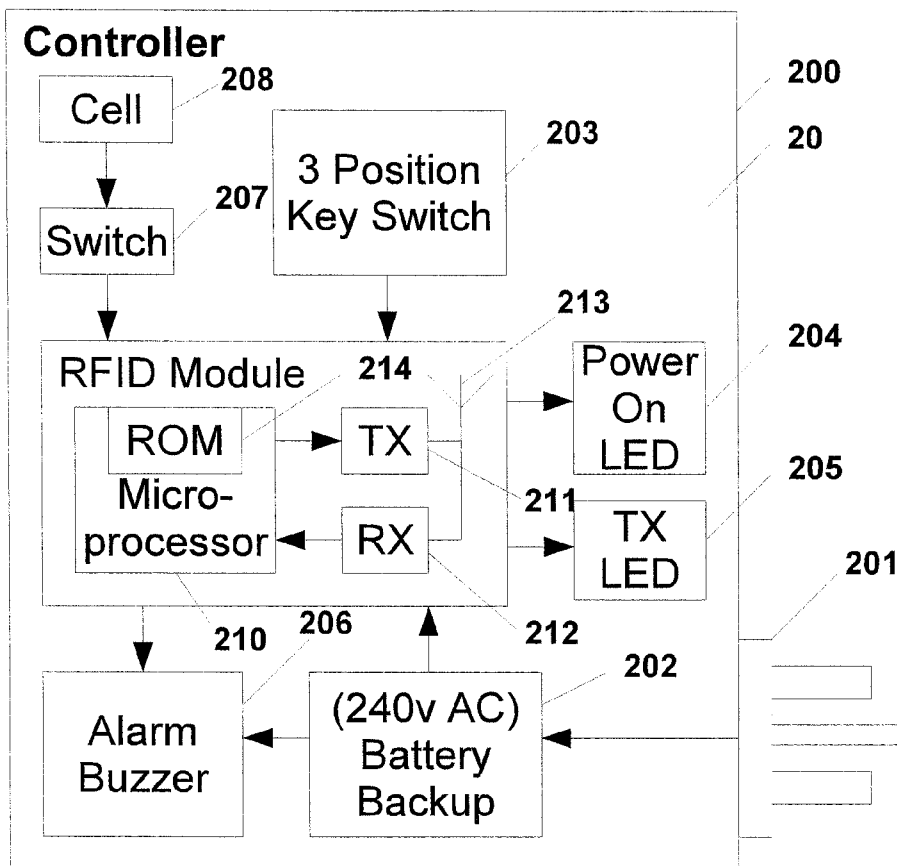 Controller
208
200
Cell
203
20
3 Position
Key Switch
207
Switch
213
RFID Module
214
Power
On
LED
204
ROM
TX
Micro-
processor
211
205
RX
TX
LED
201
210
206
212
202
Alarm
Buzzer
(240v AC)
Battery
Backup